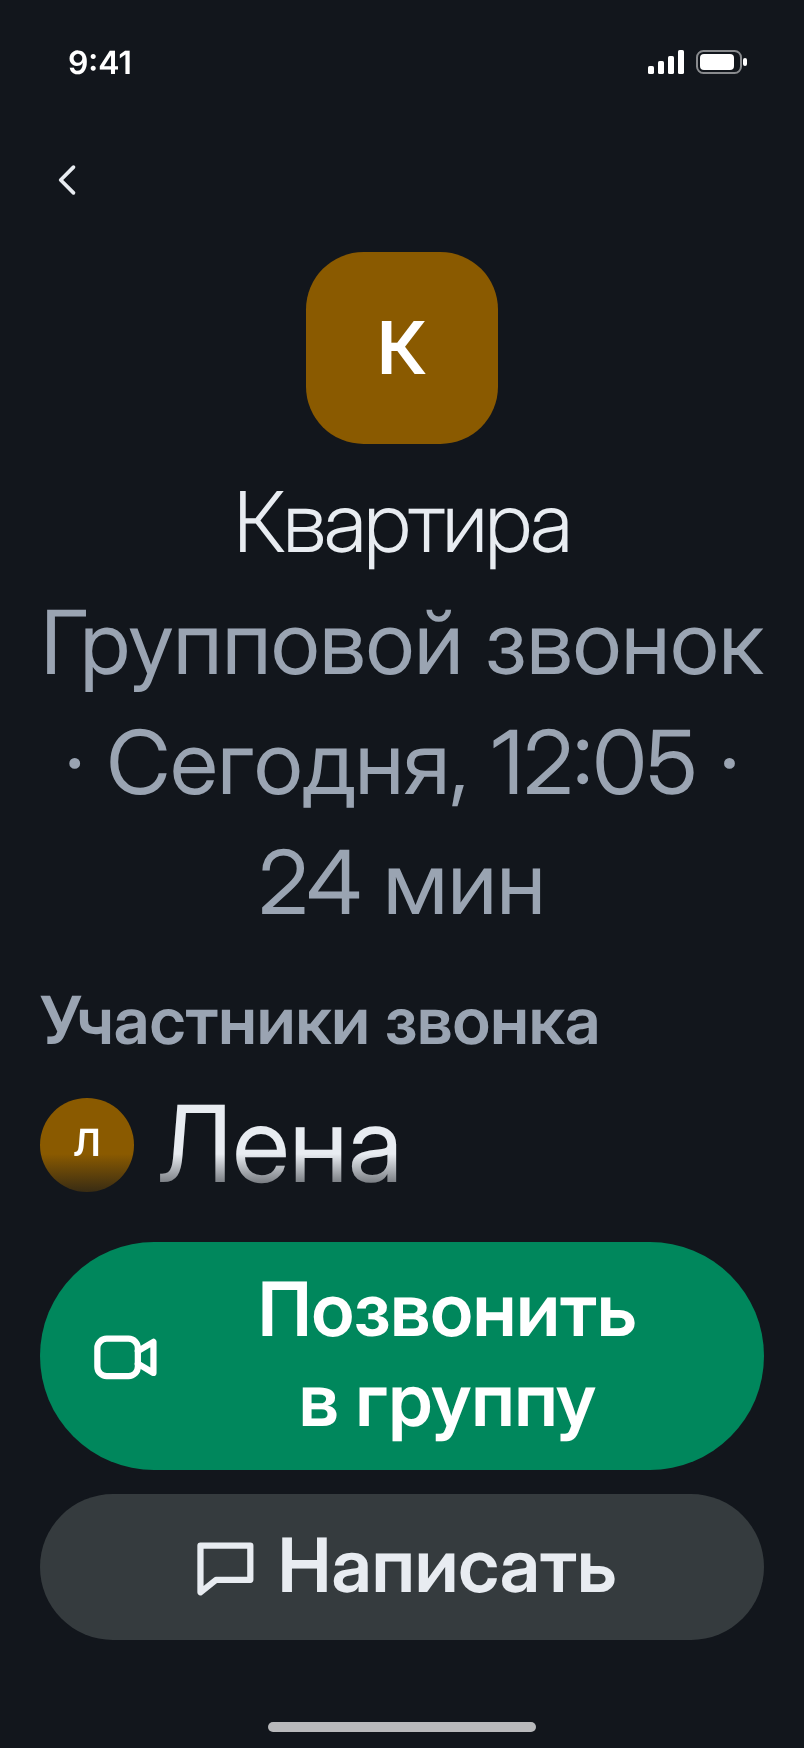 9:41
К
Квартира
Групповой звонок
· Сегодня, 12:05 ·
24 мин
Участники звонка
Л
Лена
Позвонить
в группу
Написать